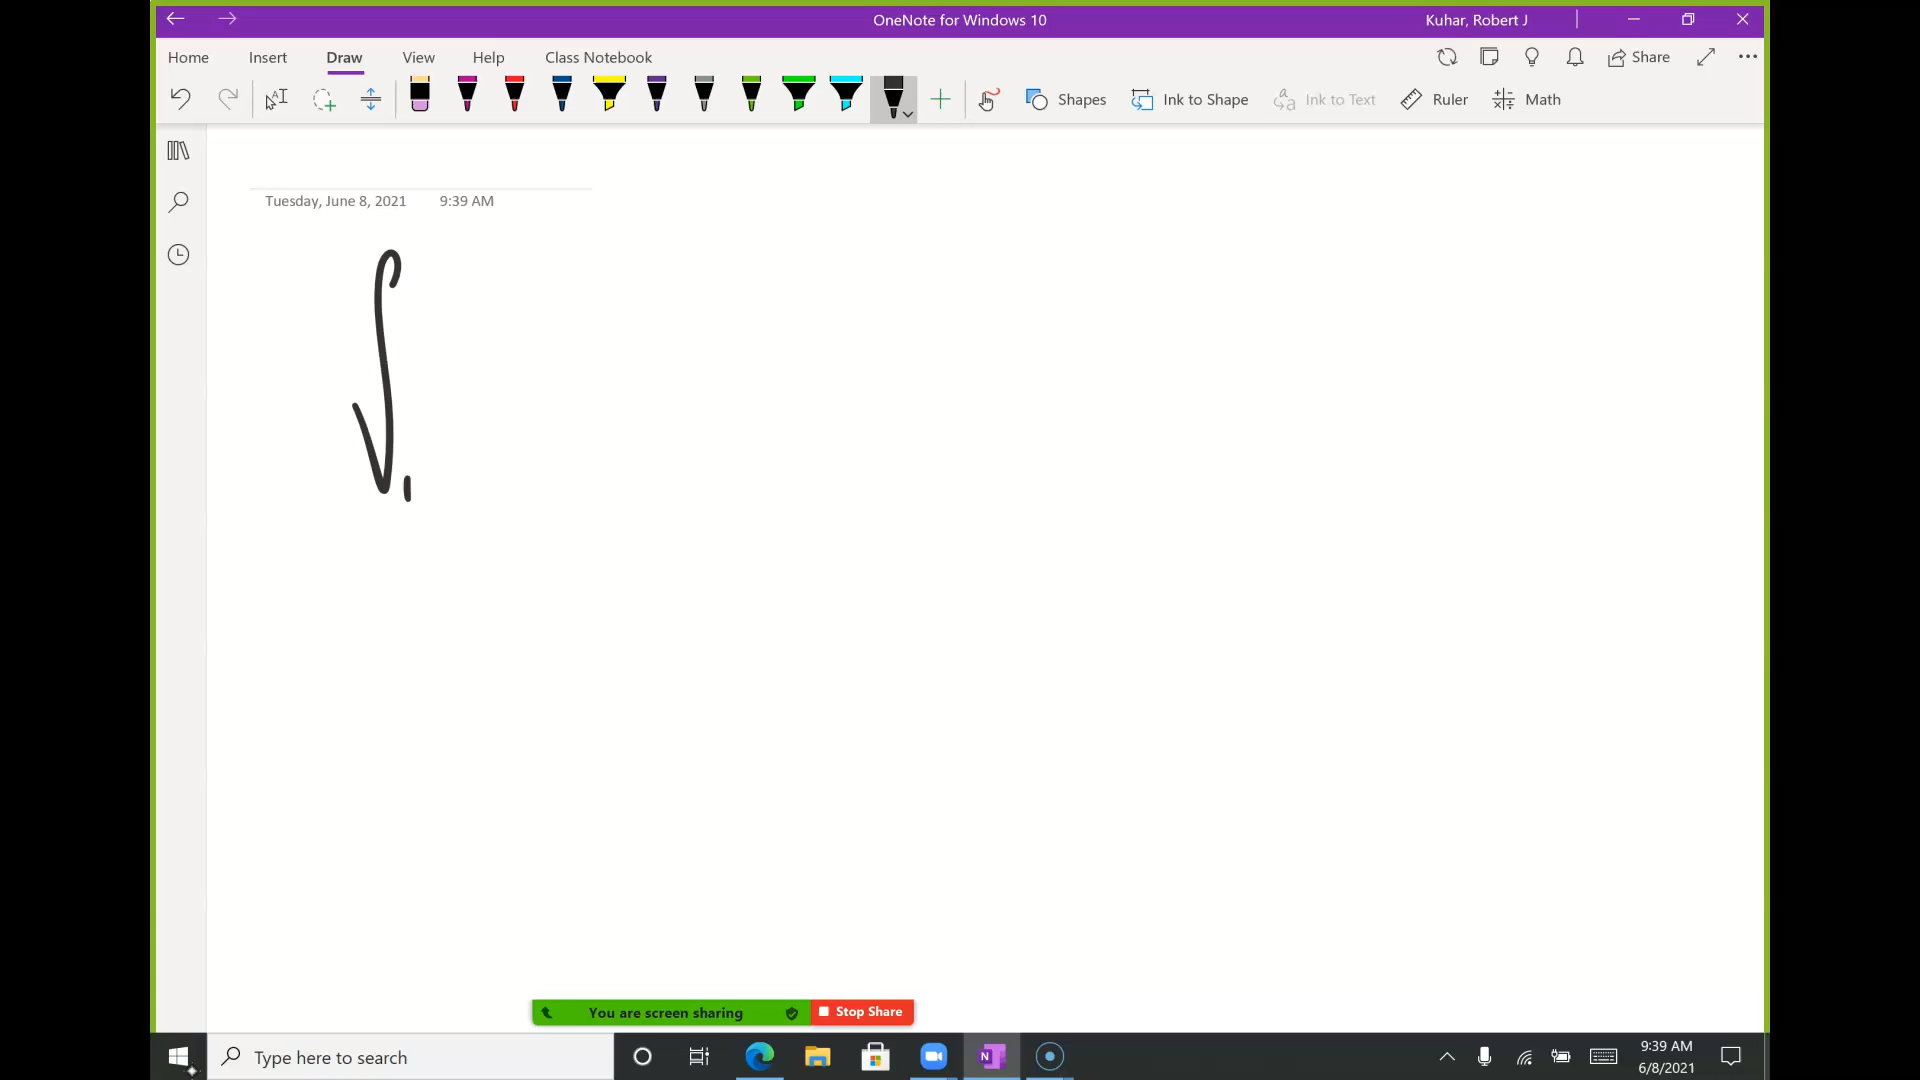 OneNote for Windows 10 Kuhar, Robert J
Home Insert Draw View Help Class Notebook Share
Shapes Ink to Shape Ink to Text Ruler Math
Tuesday, June 8, 2021 9:39 AM
∫₁
You are screen sharing Stop Share
Type here to search
9:39 AM
6/8/2021